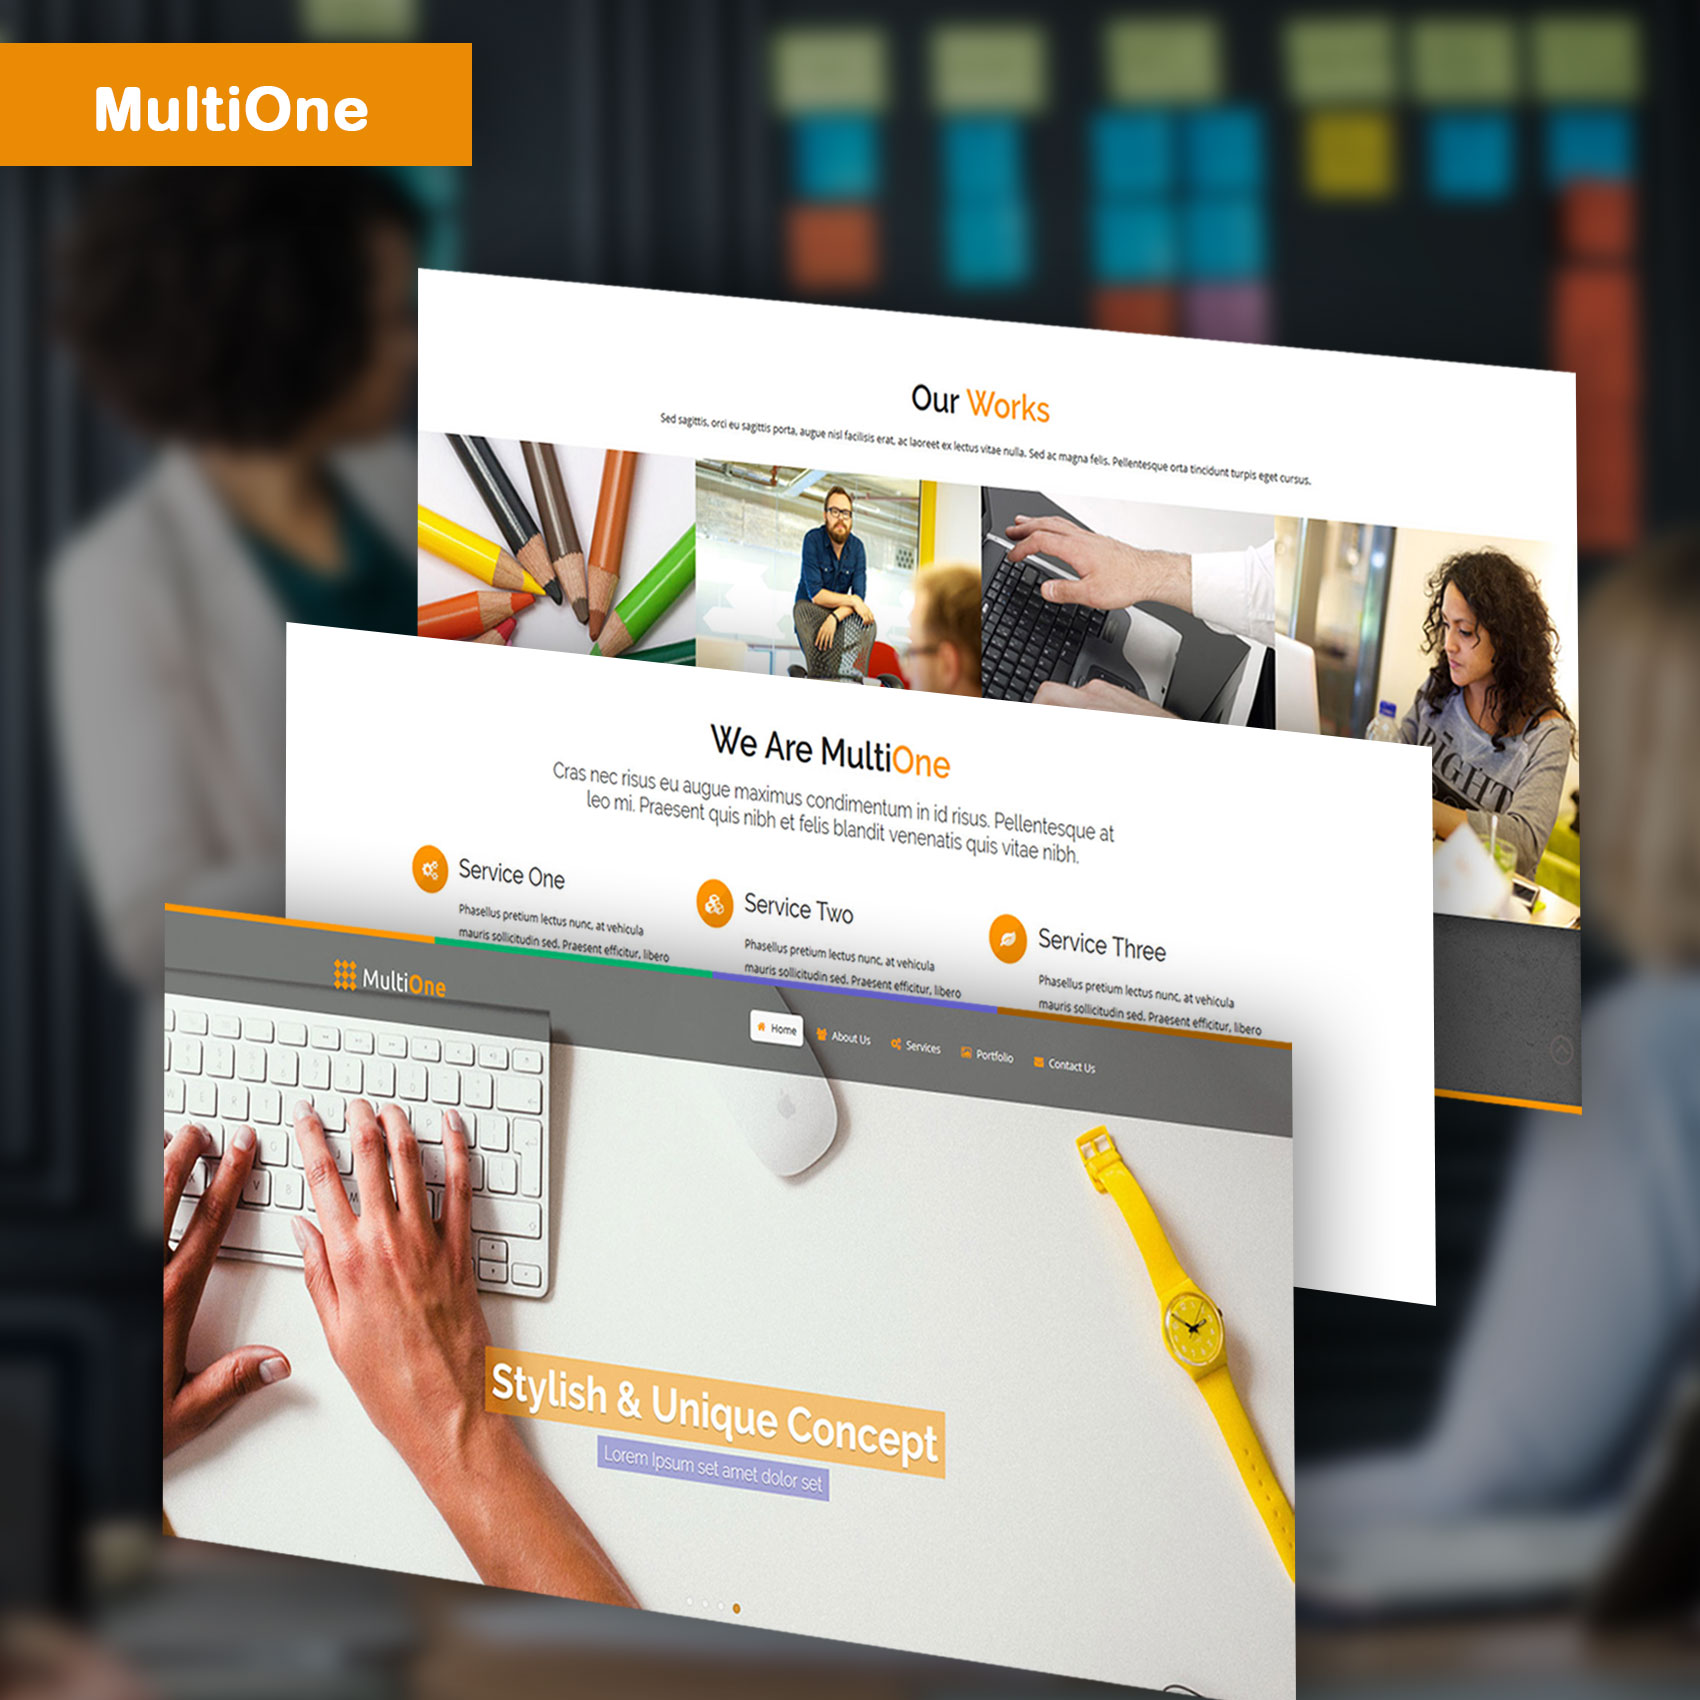 MultiOne
Our Works
Sed sagittis, orci eu sagittis porta, augue nisl facilisis erat, ac laoreet ex lectus vitae nulla. Sed ac magna felis. Pellentesque orta tincidunt turpis eget cursus.
We Are MultiOne
Cras nec risus eu augue maximus condimentum in id risus. Pellentesque at
leo mi. Praesent quis nibh et felis blandit venenatis quis vitae nibh.
Service One
Phasellus pretium lectus nunc, at vehicula
mauris sollicitudin sed. Praesent efficitur, libero
Service Two
Phasellus pretium lectus nunc, at vehicula
mauris sollicitudin sed. Praesent efficitur, libero
Service Three
Phasellus pretium lectus nunc, at vehicula
mauris sollicitudin sed. Praesent efficitur, libero
MultiOne
Home
About Us
Services
Portfolio
Contact Us
Stylish & Unique Concept
Lorem Ipsum set amet dolor set